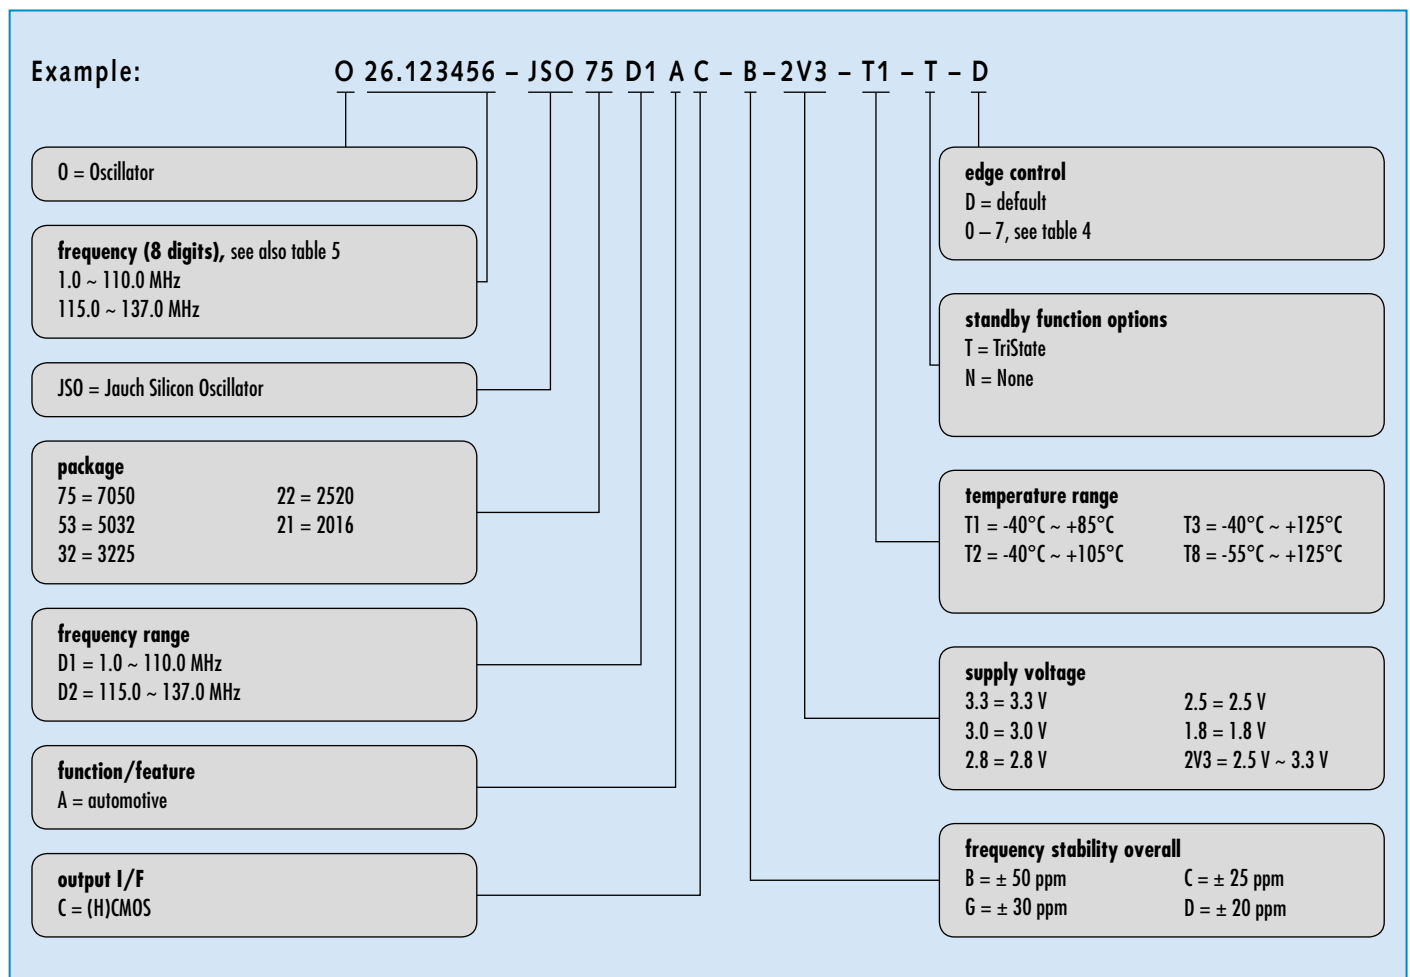 Example: O 26.123456 – JSO 75 D1 A C – B – 2V3 – T1 – T – D
O = Oscillator
frequency (8 digits), see also table 5
1.0 ~ 110.0 MHz
115.0 ~ 137.0 MHz
JSO = Jauch Silicon Oscillator
package
75 = 7050 22 = 2520
53 = 5032 21 = 2016
32 = 3225
frequency range
D1 = 1.0 ~ 110.0 MHz
D2 = 115.0 ~ 137.0 MHz
function/feature
A = automotive
output I/F
C = (H)CMOS
edge control
D = default
0 – 7, see table 4
standby function options
T = TriState
N = None
temperature range
T1 = -40°C ~ +85°C T3 = -40°C ~ +125°C
T2 = -40°C ~ +105°C T8 = -55°C ~ +125°C
supply voltage
3.3 = 3.3 V 2.5 = 2.5 V
3.0 = 3.0 V 1.8 = 1.8 V
2.8 = 2.8 V 2V3 = 2.5 V ~ 3.3 V
frequency stability overall
B = ± 50 ppm C = ± 25 ppm
G = ± 30 ppm D = ± 20 ppm